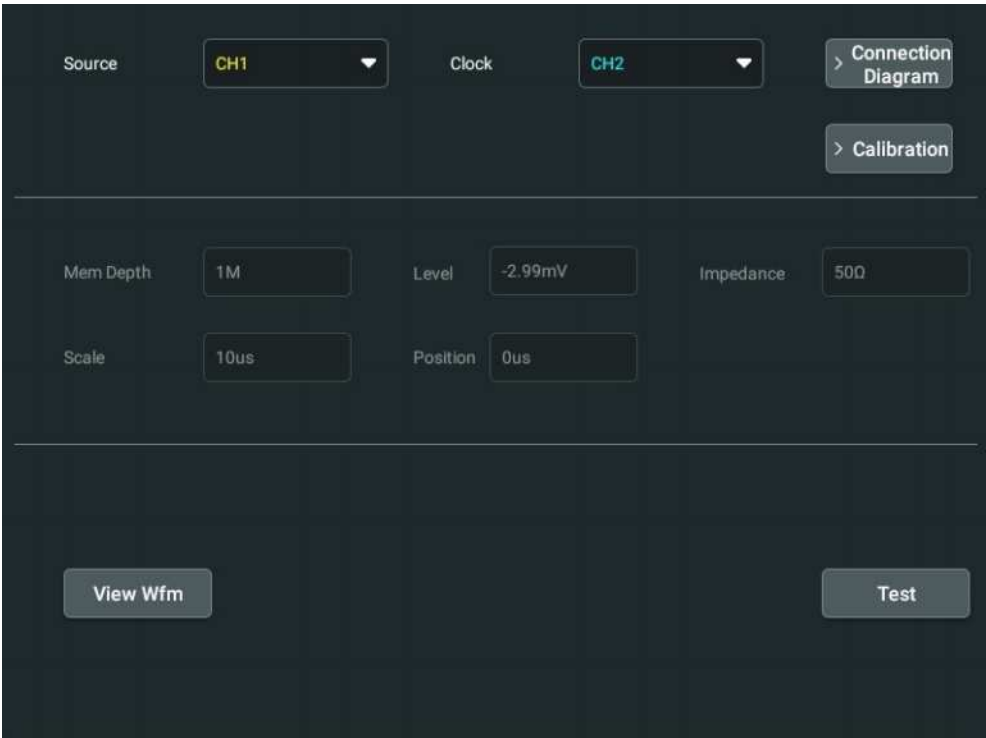 Source CH1 Clock CH2 > Connection
Diagram
> Calibration
Mem Depth 1M Level -2.99mV Impedance 50Ω
Scale 10us Position 0us
View Wfm Test